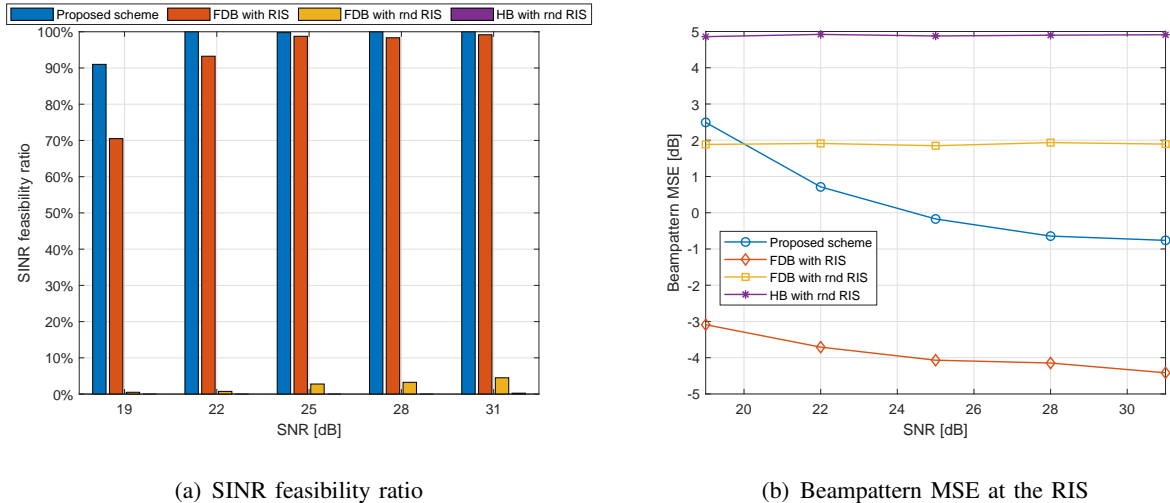 Proposed scheme FDB with RIS FDB with rnd RIS HB with rnd RIS
100%
90%
80%
70%
60%
50%
40%
30%
20%
10%
0%
SINR feasibility ratio
19 22 25 28 31
SNR [dB]
(a) SINR feasibility ratio
5
4
3
2
1
0
-1
-2
-3
-4
-5
Beampattern MSE [dB]
Proposed scheme
FDB with RIS
FDB with rnd RIS
HB with rnd RIS
20 22 24 26 28 30
SNR [dB]
(b) Beampattern MSE at the RIS